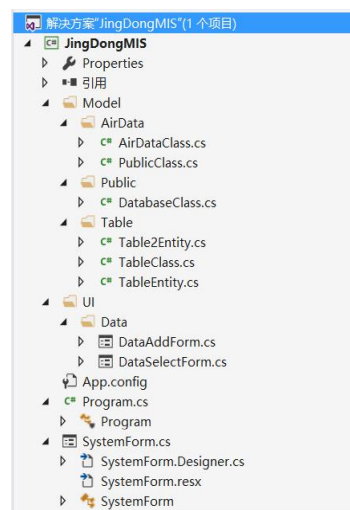 解决方案"JingDongMIS"(1 个项目)
C# JingDongMIS
Properties
引用
Model
AirData
C# AirDataClass.cs
C# PublicClass.cs
Public
C# DatabaseClass.cs
Table
C# Table2Entity.cs
C# TableClass.cs
C# TableEntity.cs
UI
Data
DataAddForm.cs
DataSelectForm.cs
App.config
C# Program.cs
Program
SystemForm.cs
SystemForm.Designer.cs
SystemForm.resx
SystemForm